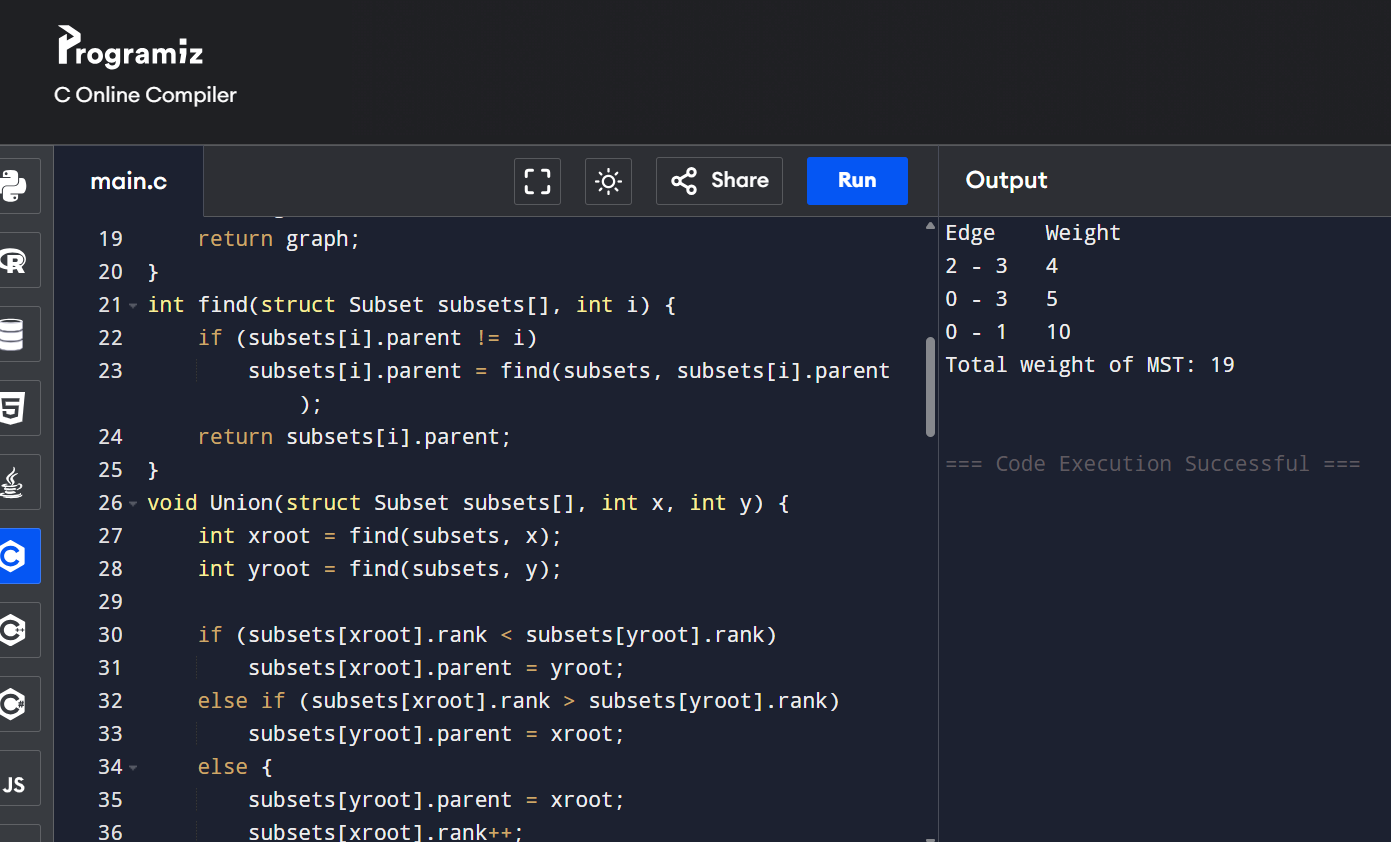 Programiz
C Online Compiler
main.c
Share
Run
Output
19 return graph;
20 }
21 int find(struct Subset subsets[], int i) {
22 if (subsets[i].parent != i)
23 subsets[i].parent = find(subsets, subsets[i].parent
);
24 return subsets[i].parent;
25 }
26 void Union(struct Subset subsets[], int x, int y) {
27 int xroot = find(subsets, x);
28 int yroot = find(subsets, y);
29
30 if (subsets[xroot].rank < subsets[yroot].rank)
31 subsets[xroot].parent = yroot;
32 else if (subsets[xroot].rank > subsets[yroot].rank)
33 subsets[yroot].parent = xroot;
34 else {
35 subsets[yroot].parent = xroot;
36 subsets[xroot].rank++;
Edge Weight
2 - 3 4
0 - 3 5
0 - 1 10
Total weight of MST: 19
=== Code Execution Successful ===
R
5
C
C++
C#
JS